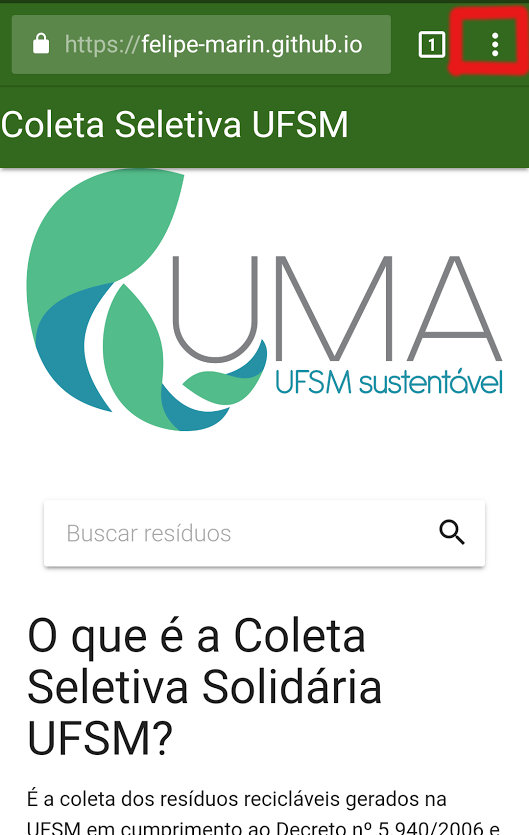 https://felipe-marin.github.io
1
Coleta Seletiva UFSM
UMA
UFSM sustentável
Buscar resíduos
O que é a Coleta
Seletiva Solidária
UFSM?
É a coleta dos resíduos recicláveis gerados na
UFSM em cumprimento ao Decreto nº 5.940/2006 e